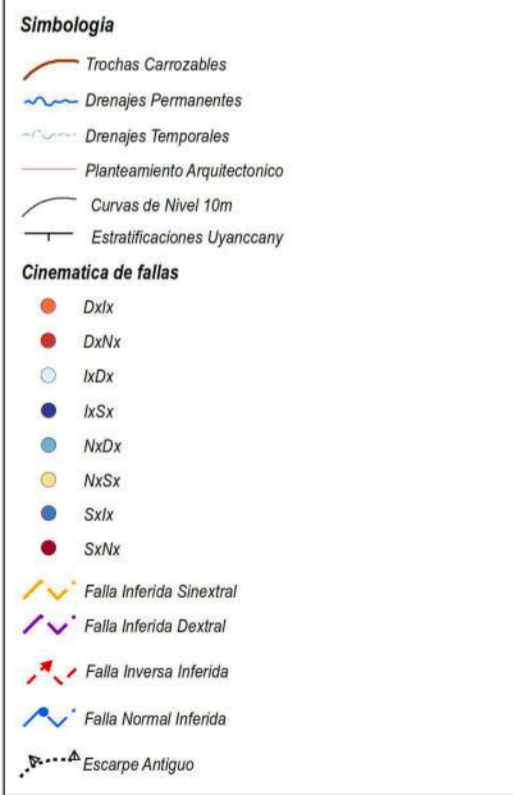 Simbologia
Trochas Carrozables
Drenajes Permanentes
Drenajes Temporales
Planteamiento Arquitectonico
Curvas de Nivel 10m
Estratificaciones Uyanccany
Cinematica de fallas
DxIx
DxNx
IxDx
IxSx
NxDx
NxSx
SxIx
SxNx
Falla Inferida Sinextral
Falla Inferida Dextral
Falla Inversa Inferida
Falla Normal Inferida
Escarpe Antiguo